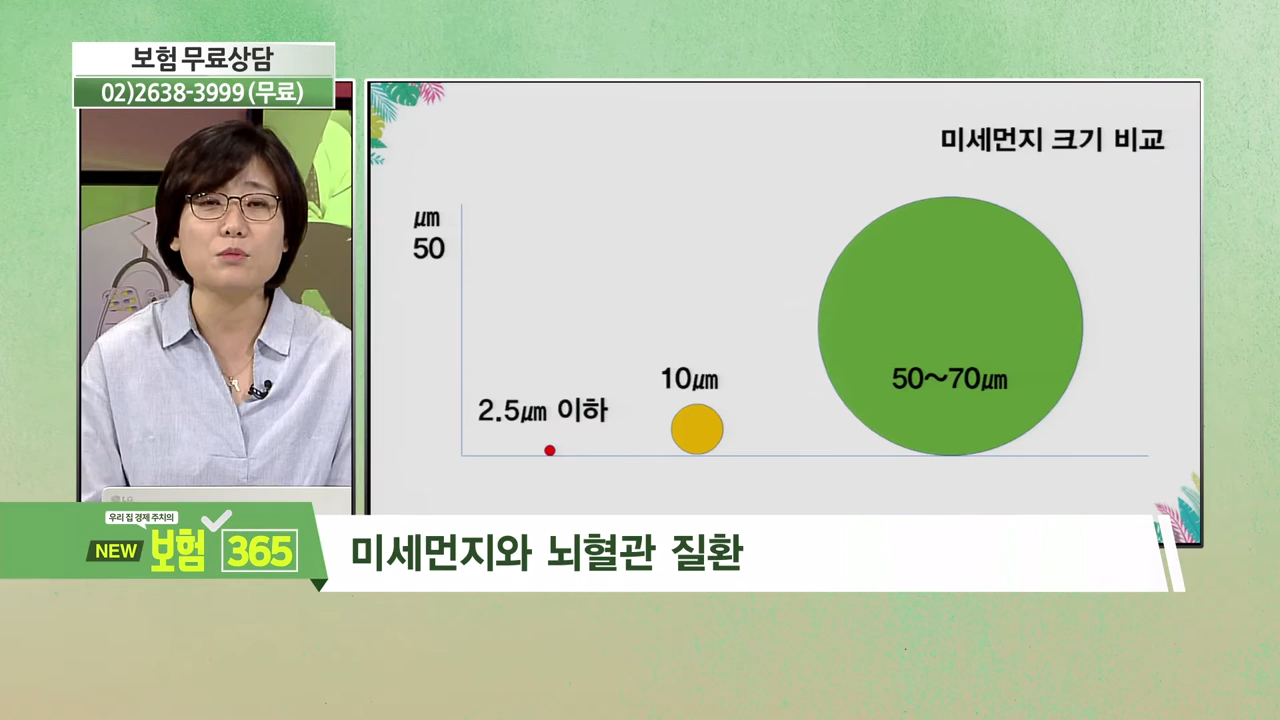 보험 무료상담
02)2638-3999 (무료)
미세먼지 크기 비교
㎛
50
2.5㎛ 이하
10㎛
50～70㎛
LG
우리 집 경제 주치의
NEW 보험 365
미세먼지와 뇌혈관 질환